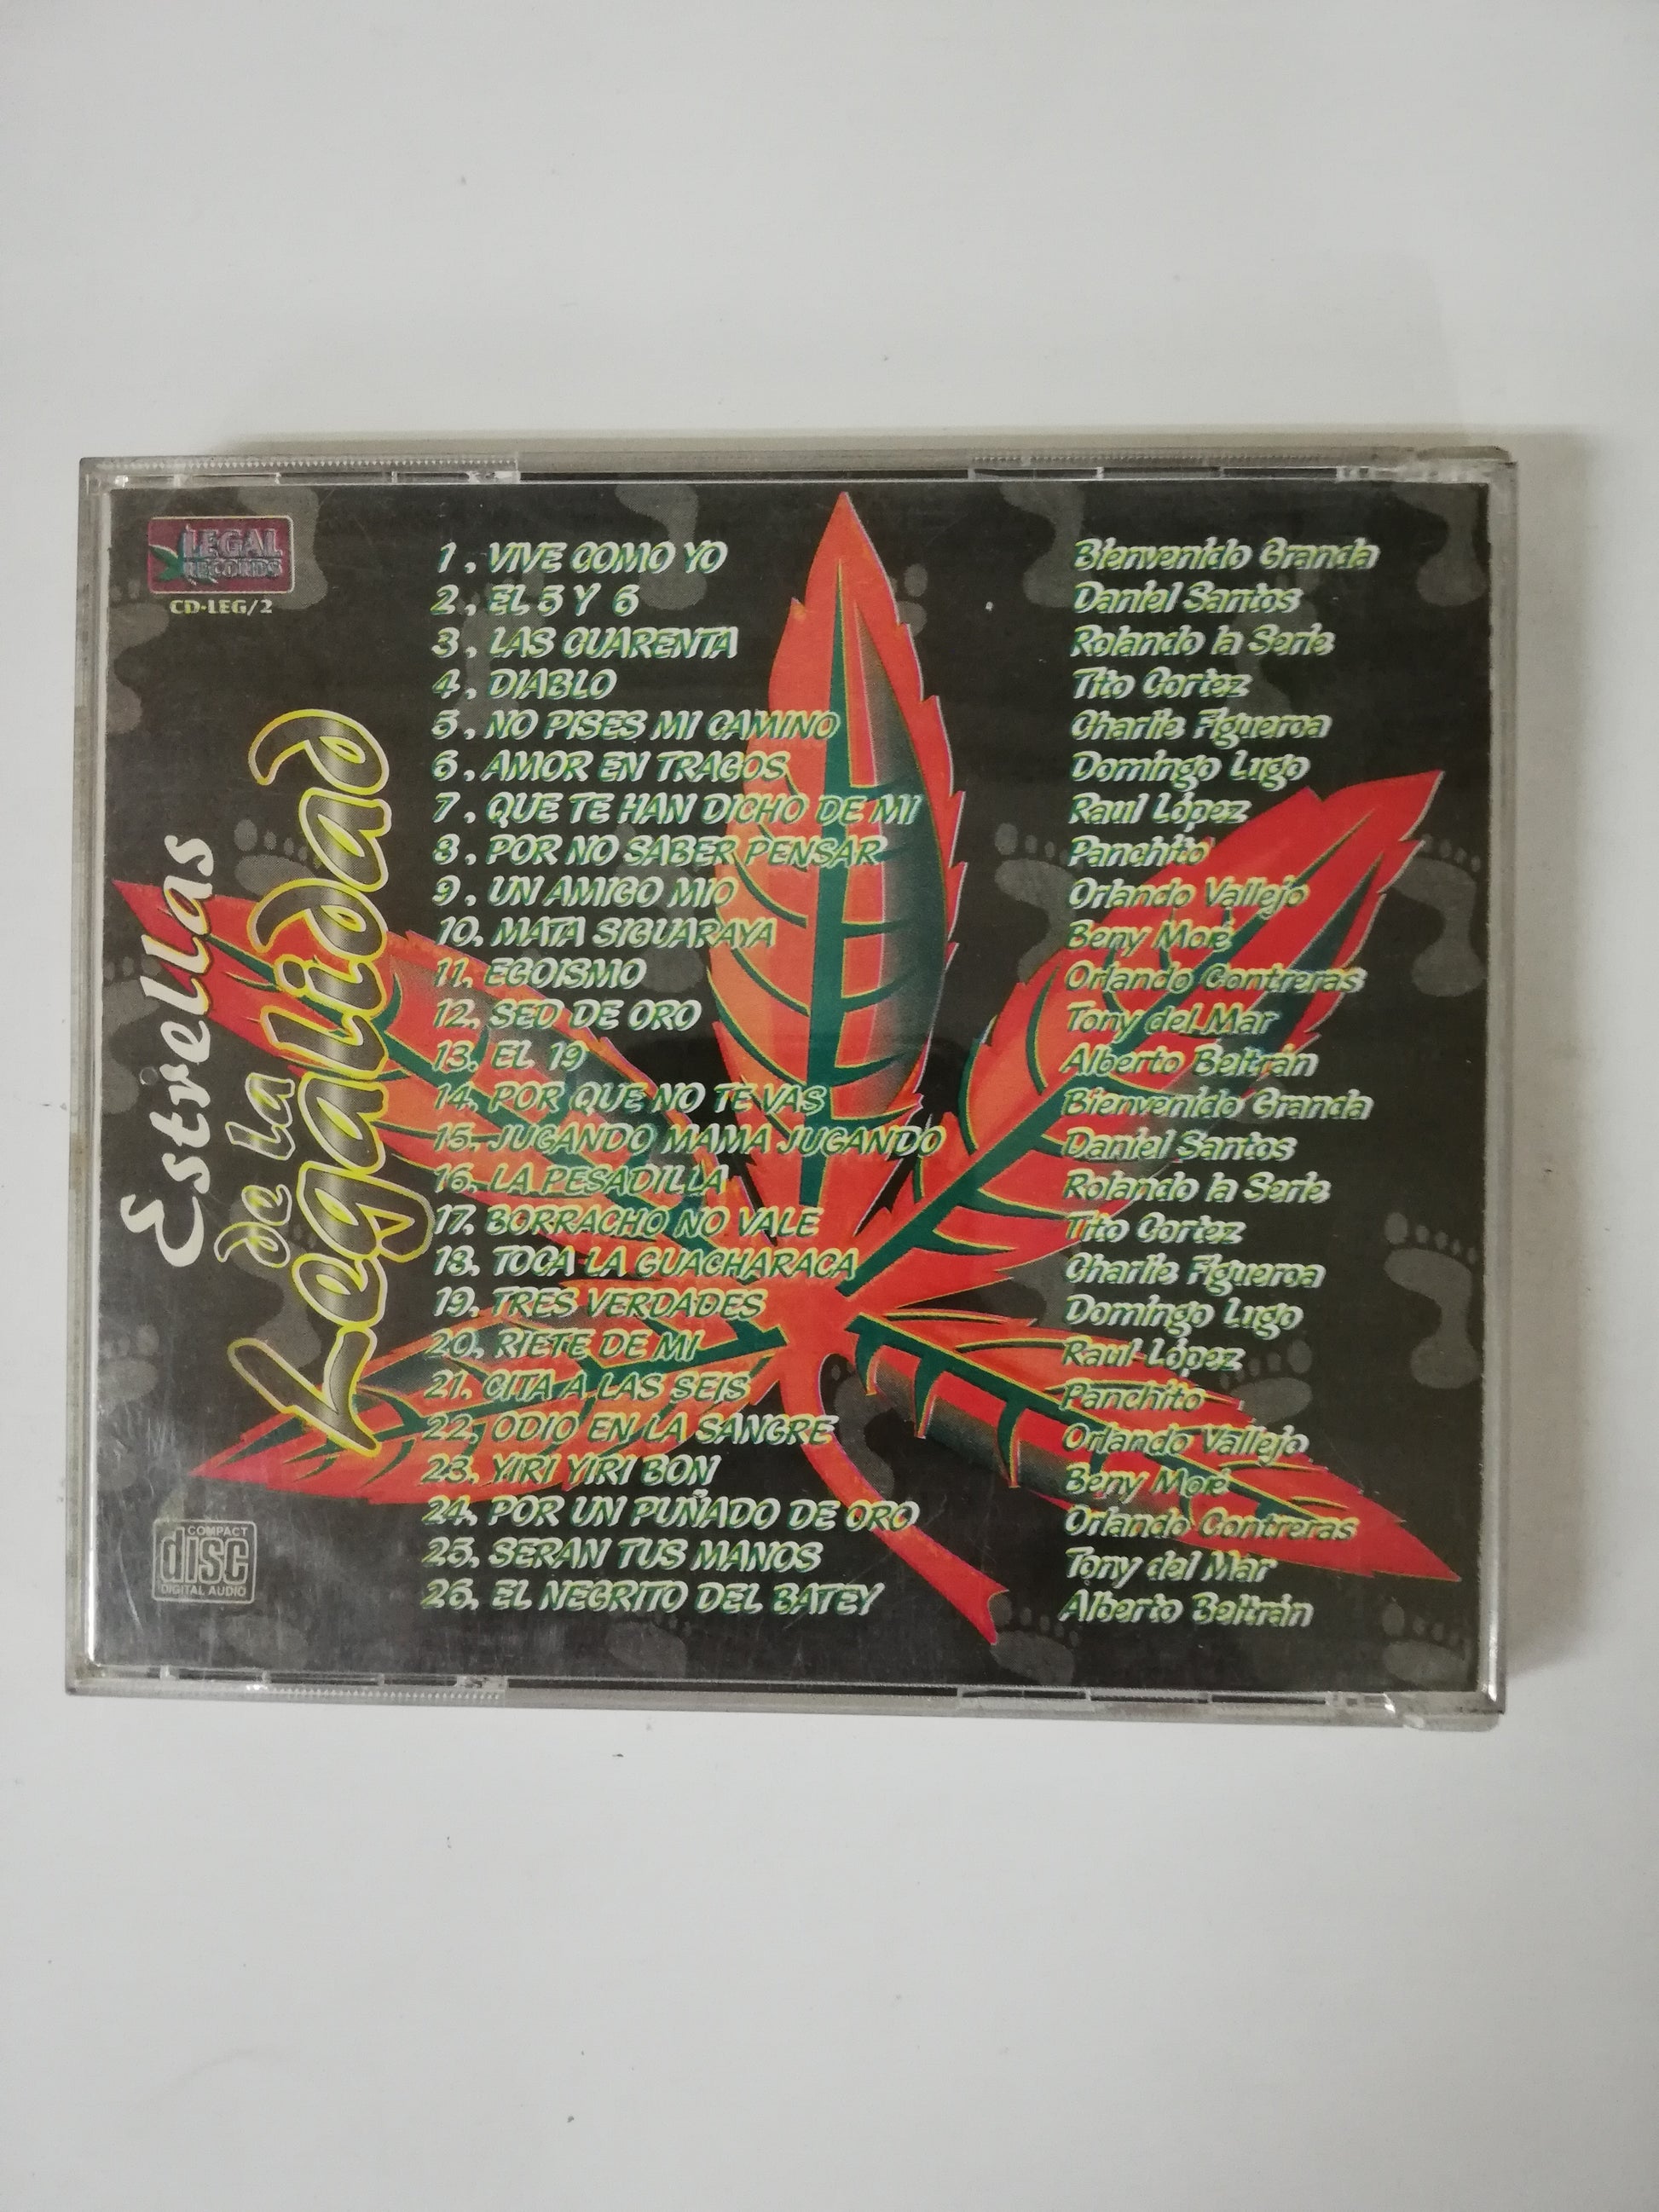 LEGAL
RECORDS
CD-LEG/2
Estrellas
de la
Legalidad
1. VIVE COMO YO Bienvenido Granda
2. EL 5 Y 6 Daniel Santos
3. LAS CUARENTA Rolando la Serie
4. DIABLO Tito Cortez
5. NO PISES MI CAMINO Charlie Figueroa
6. AMOR EN TRAGOS Domingo Lugo
7. QUE TE HAN DICHO DE MI Raul López
8. POR NO SABER PENSAR Panchito
9. UN AMIGO MIO Orlando Vallejo
10. MATA SIGUARAYA Beny Moré
11. EGOISMO Orlando Contreras
12. SED DE ORO Tony del Mar
13. EL 19 Alberto Beltrán
14. POR QUE NO TE VAS Bienvenido Granda
15. JUGANDO MAMA JUGANDO Daniel Santos
16. LA PESADILLA Rolando la Serie
17. BORRACHO NO VALE Tito Cortez
18. TOCA LA GUACHARACA Charlie Figueroa
19. TRES VERDADES Domingo Lugo
20. RIETE DE MI Raul López
21. CITA A LAS SEIS Panchito
22. ODIO EN LA SANGRE Orlando Vallejo
23. YIRI YIRI BON Beny Moré
24. POR UN PUÑADO DE ORO Orlando Contreras
25. SERAN TUS MANOS Tony del Mar
26. EL NEGRITO DEL BATEY Alberto Beltrán
COMPACT
disc
DIGITAL AUDIO